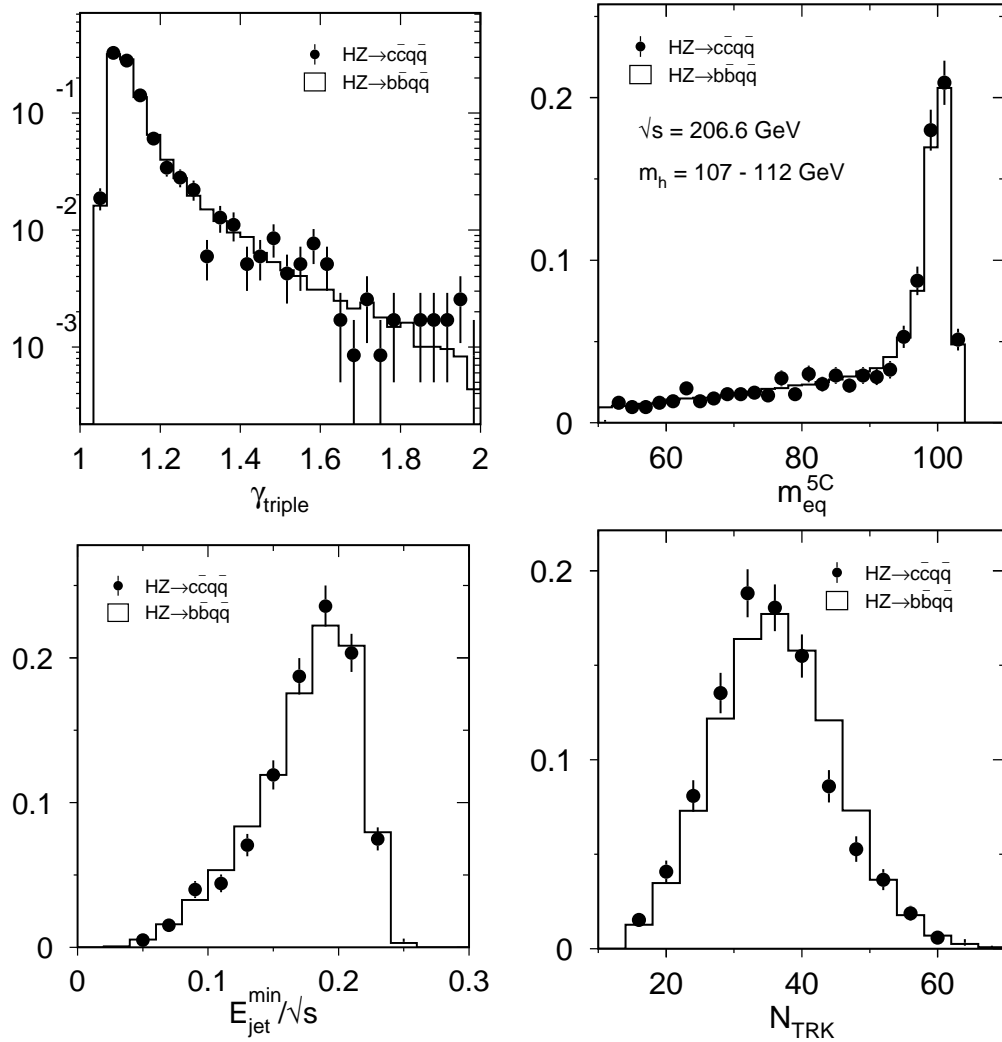 HZ→cc̄qq̄
HZ→bb̄qq̄
10⁻¹
10⁻²
10⁻³
1 1.2 1.4 1.6 1.8 2
γ_triple
HZ→cc̄qq̄
HZ→bb̄qq̄
√s = 206.6 GeV
m_h = 107 - 112 GeV
0.2
0.1
0
60 80 100
m_eq^5C
HZ→cc̄qq̄
HZ→bb̄qq̄
0.2
0.1
0
0 0.1 0.2 0.3
E_jet^min/√s
HZ→cc̄qq̄
HZ→bb̄qq̄
0.2
0.1
0
20 40 60
N_TRK